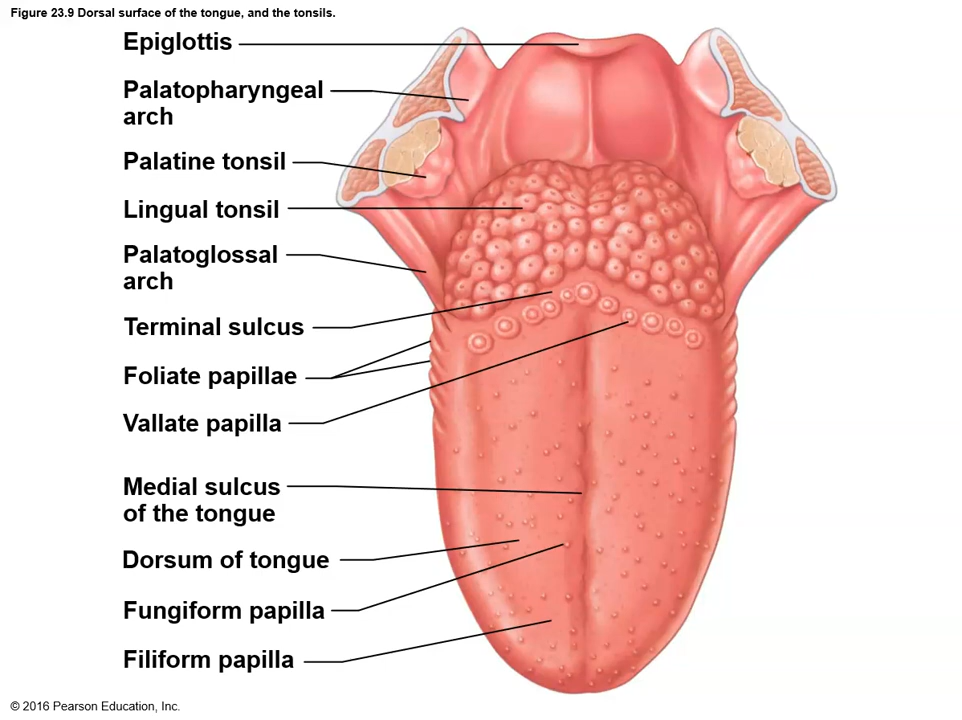 Figure 23.9 Dorsal surface of the tongue, and the tonsils.
Epiglottis
Palatopharyngeal
arch
Palatine tonsil
Lingual tonsil
Palatoglossal
arch
Terminal sulcus
Foliate papillae
Vallate papilla
Medial sulcus
of the tongue
Dorsum of tongue
Fungiform papilla
Filiform papilla
© 2016 Pearson Education, Inc.